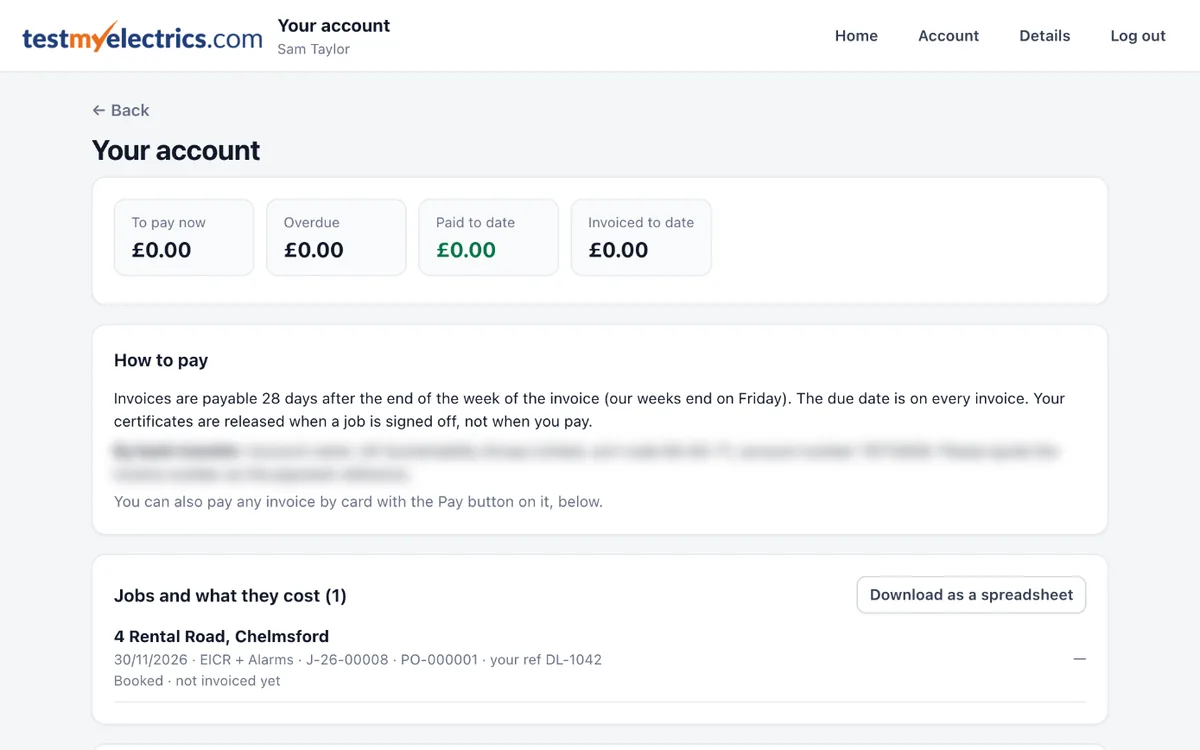 testmyelectrics.com
Your account
Sam Taylor
Home
Account
Details
Log out
← Back
Your account
To pay now
£0.00
Overdue
£0.00
Paid to date
£0.00
Invoiced to date
£0.00
How to pay
Invoices are payable 28 days after the end of the week of the invoice (our weeks end on Friday). The due date is on every invoice. Your
certificates are released when a job is signed off, not when you pay.
You can also pay any invoice by card with the Pay button on it, below.
Jobs and what they cost (1)
Download as a spreadsheet
4 Rental Road, Chelmsford
30/11/2026 · EICR + Alarms · J-26-00008 · PO-000001 · your ref DL-1042
—
Booked · not invoiced yet